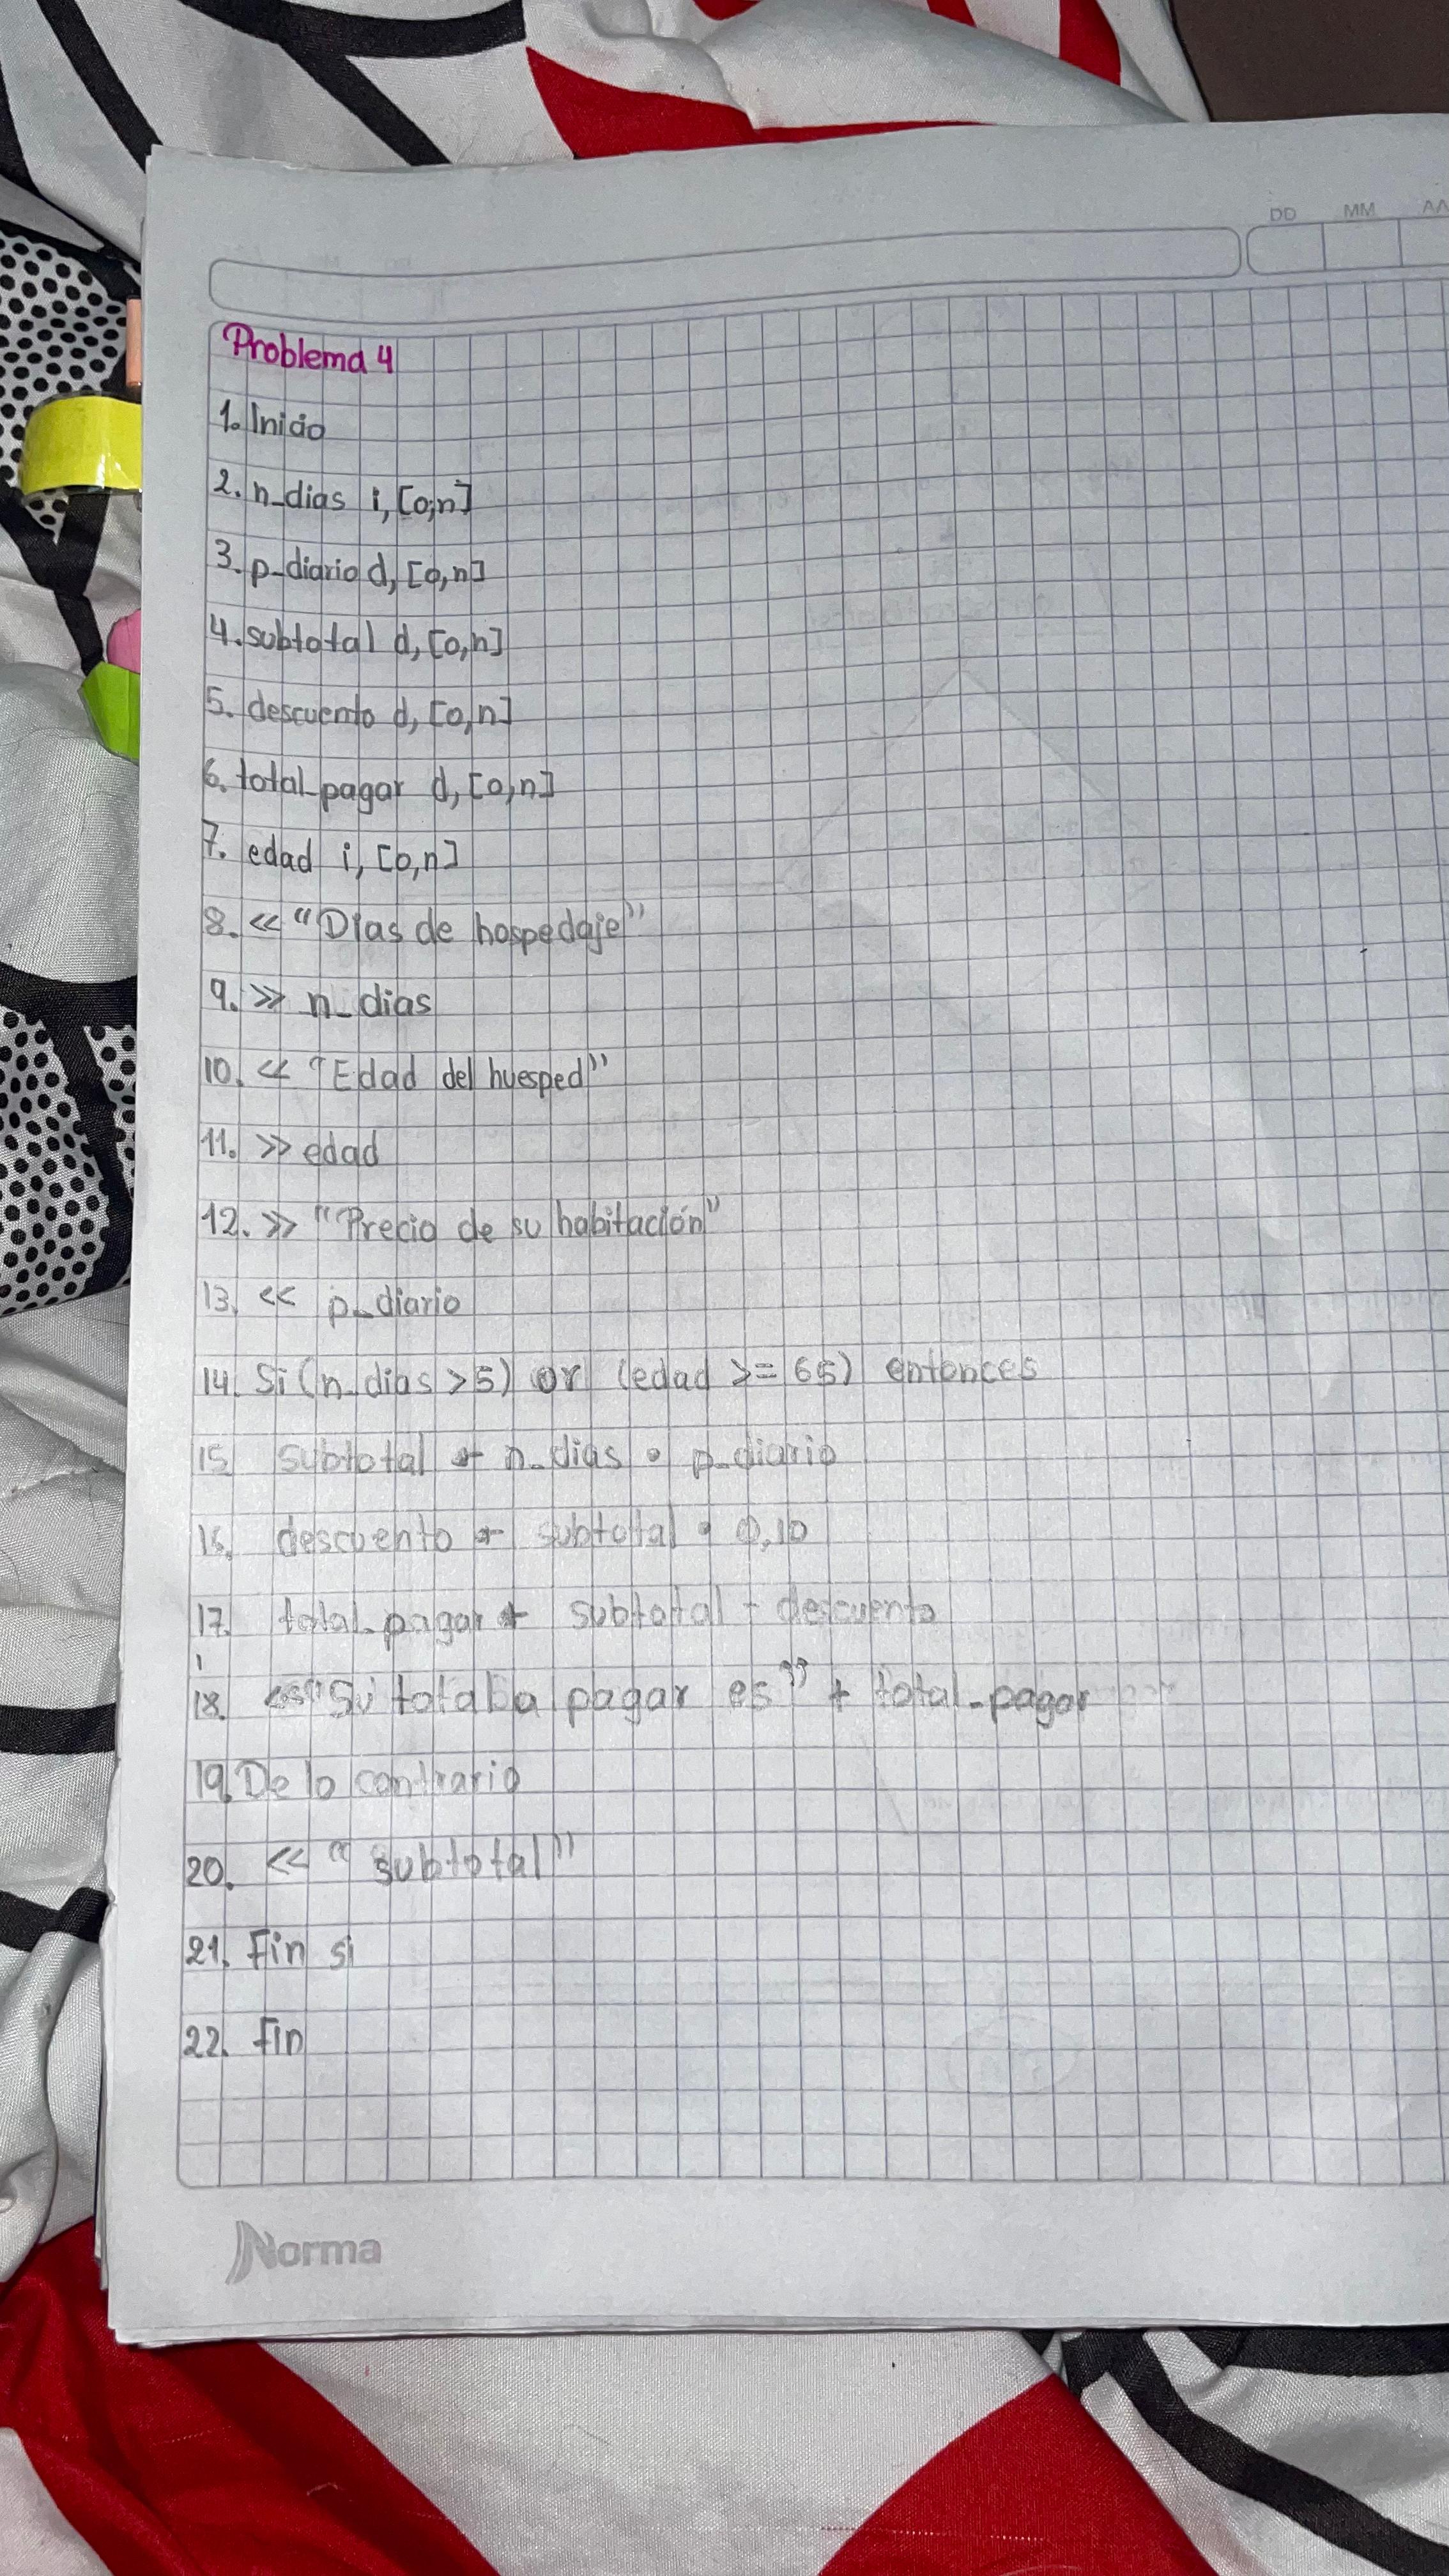 DD MM AA
Problema 4
1. Inicio
2. n_dias i, [0,n]
3. p_diario d, [0,n]
4. subtotal d, [0,n]
5. descuento d, [0,n]
6. total_pagar d, [0,n]
7. edad i, [0,n]
8. << "Dias de hospedaje"
9. >> n_dias
10. << "Edad del huesped"
11. >> edad
12. >> "Precio de su habitación"
13. << p_diario
14. Si (n_dias >5) or (edad >= 65) entonces
15. subtotal ← n_dias • p_diario
16. descuento ← subtotal • 0,10
17. total_pagar ← subtotal - descuento
18. << "Su total a pagar es" + total_pagar
19. De lo contrario
20. << "subtotal"
21. Fin si
22. Fin
Norma